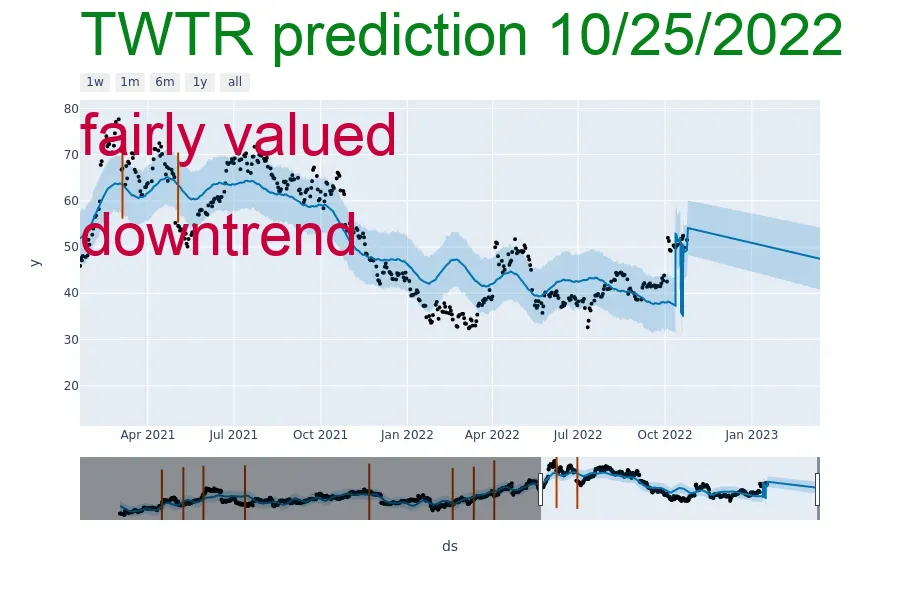 TWTR prediction 10/25/2022
1w 1m 6m 1y all
80
fairly valued
70
60
downtrend
50
y
40
30
20
Apr 2021 Jul 2021 Oct 2021 Jan 2022 Apr 2022 Jul 2022 Oct 2022 Jan 2023
ds